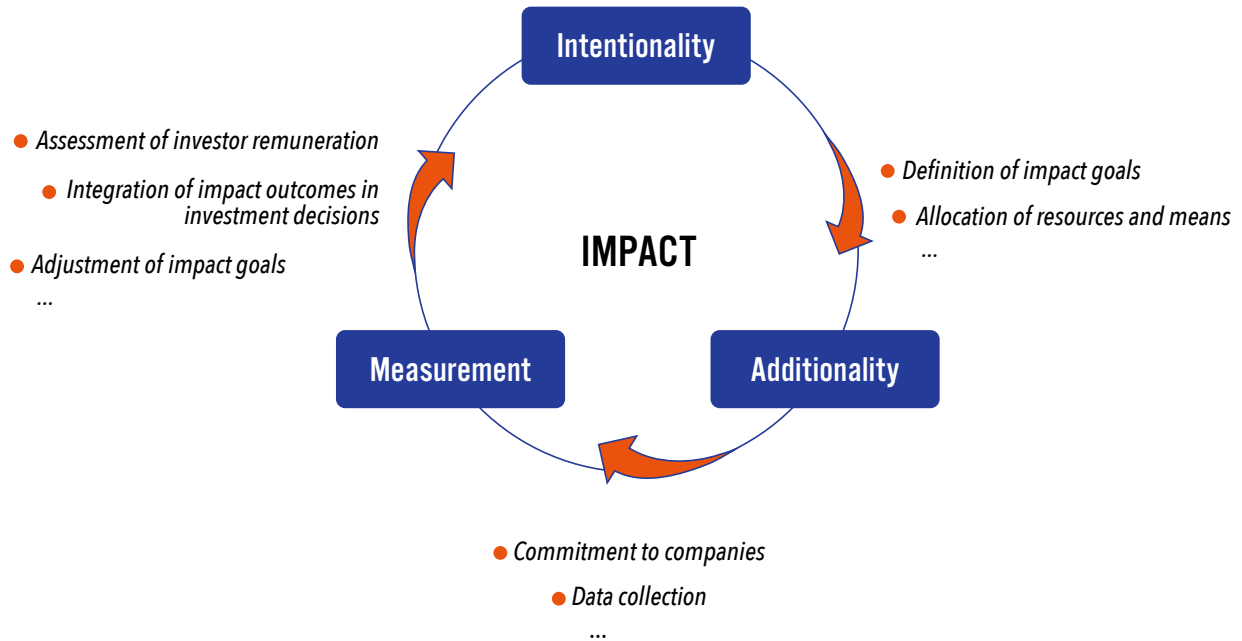 Intentionality
Assessment of investor remuneration
Integration of impact outcomes in
investment decisions
Adjustment of impact goals
...
Definition of impact goals
Allocation of resources and means
...
IMPACT
Measurement
Additionality
Commitment to companies
Data collection
...